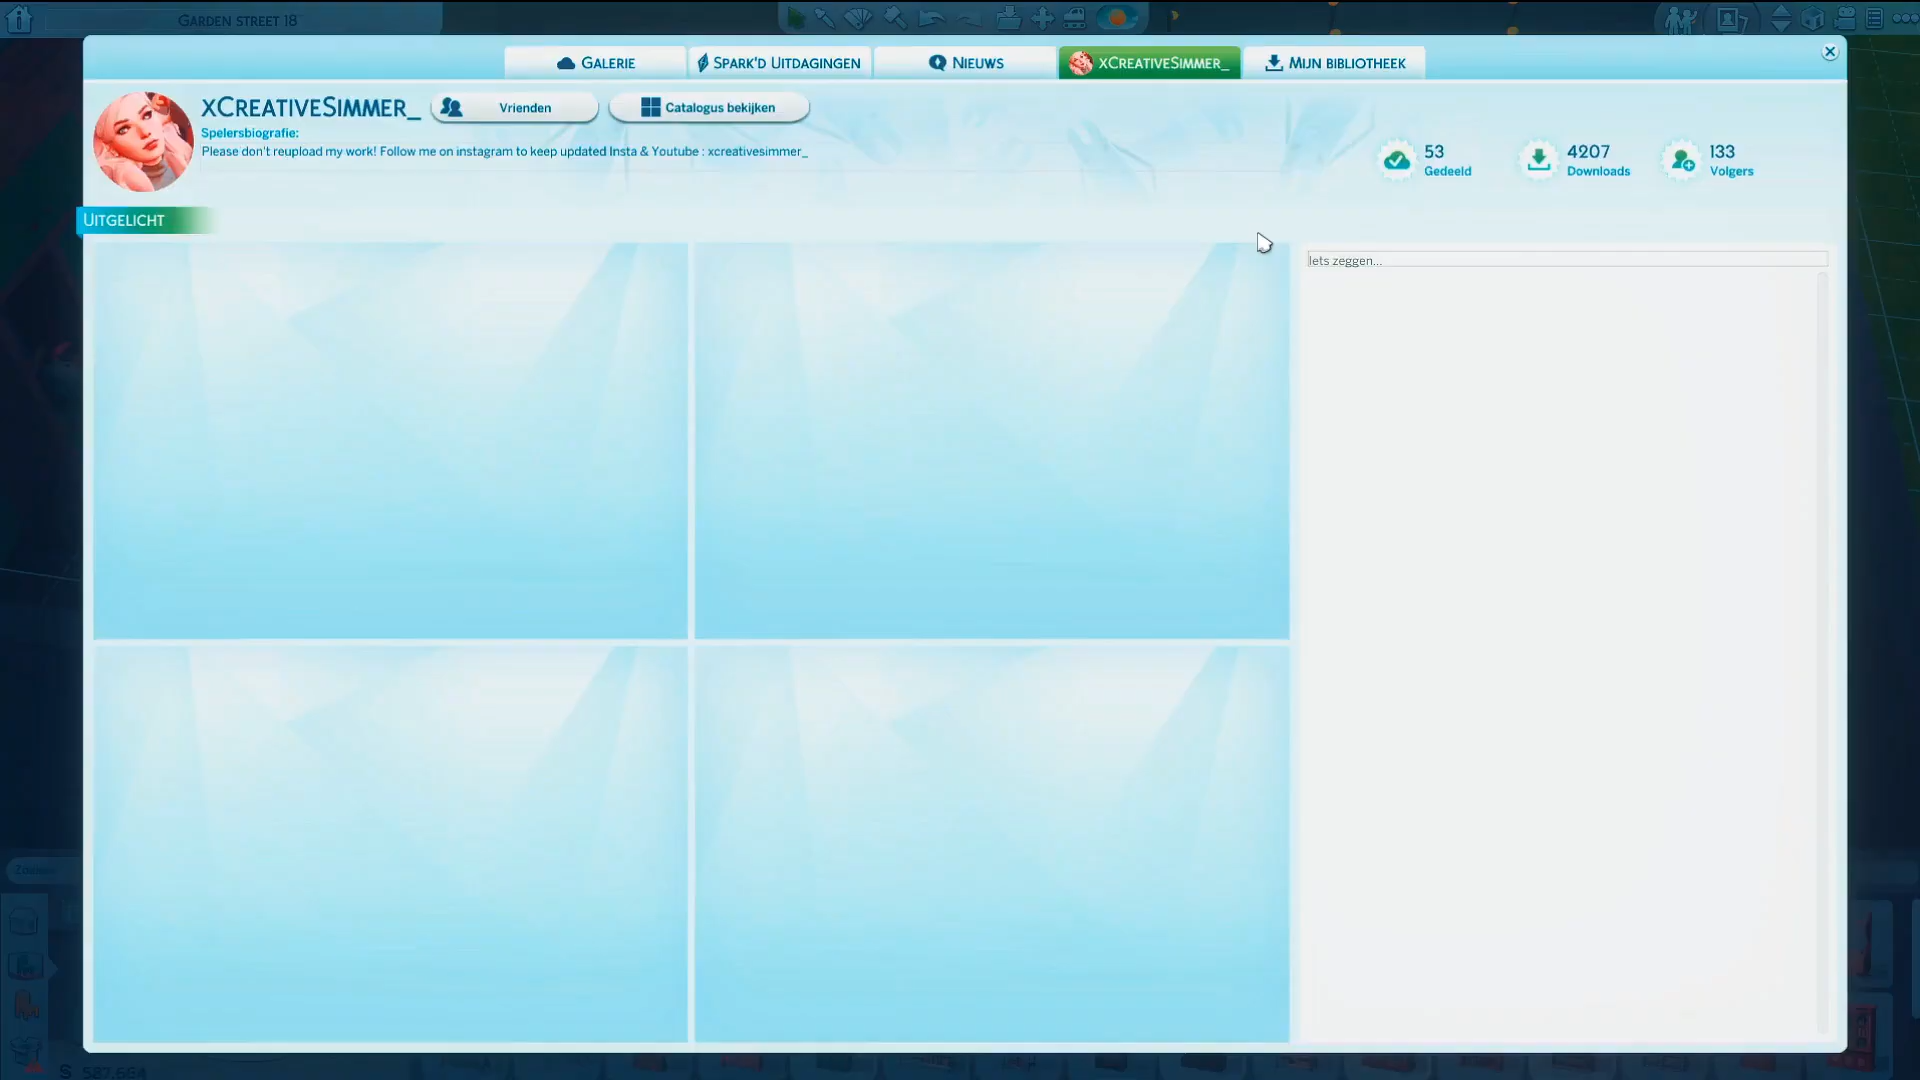 GARDEN STREET 18
GALERIE
SPARK'D UITDAGINGEN
NIEUWS
XCREATIVESIMMER_
MIJN BIBLIOTHEEK
XCREATIVESIMMER_
Vrienden
Catalogus bekijken
Spelersbiografie:
Please don't reupload my work! Follow me on instagram to keep updated Insta & Youtube : xcreativesimmer_
53
Gedeeld
4207
Downloads
133
Volgers
UITGELICHT
Iets zeggen...